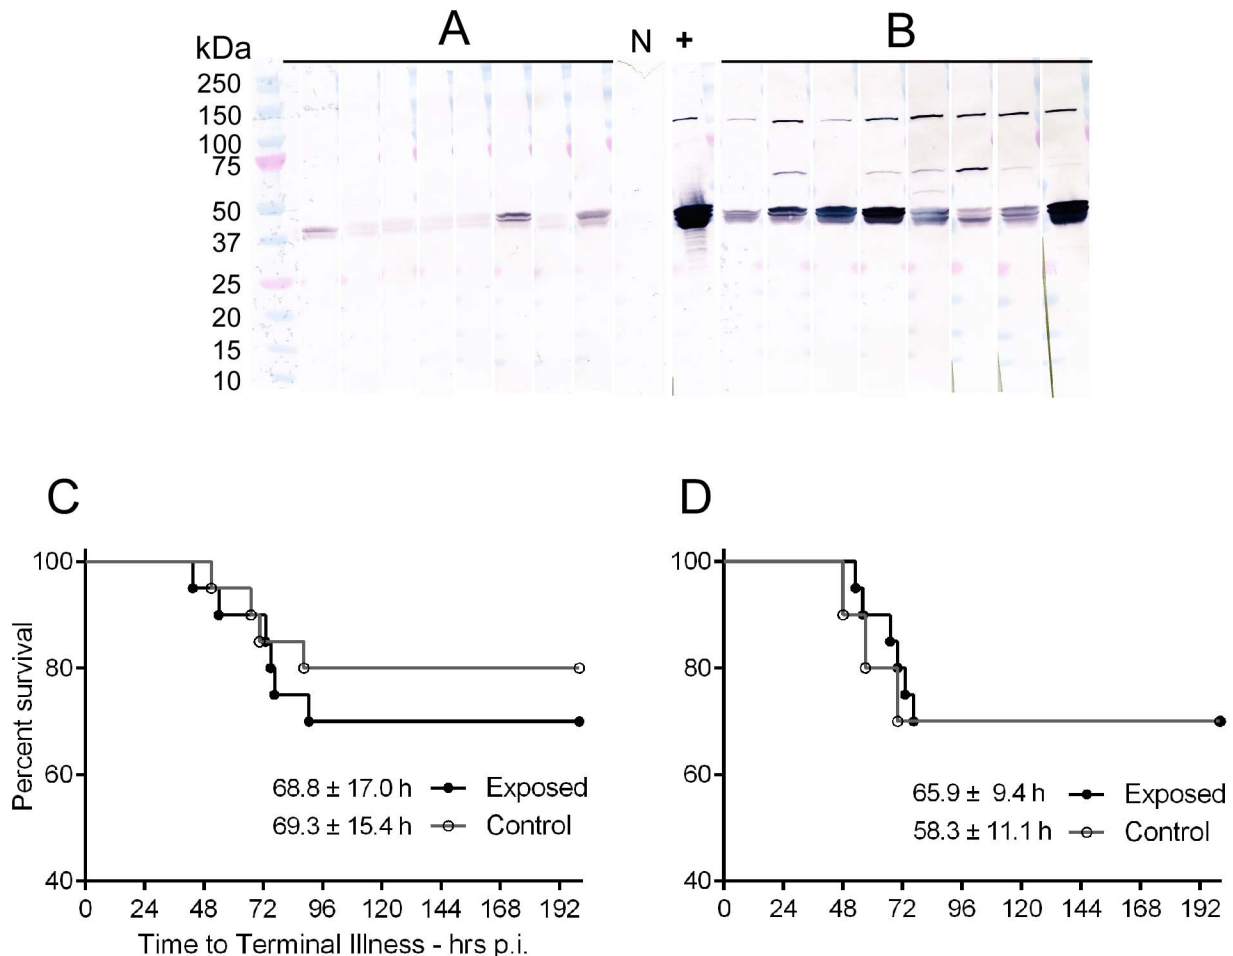 A
N
+
B
kDa
250
150
100
75
50
37
25
20
15
10
C
100
80
60
40
Percent survival
68.8 ± 17.0 h Exposed
69.3 ± 15.4 h Control
0 24 48 72 96 120 144 168 192
Time to Terminal Illness - hrs p.i.
D
100
80
60
40
65.9 ± 9.4 h Exposed
58.3 ± 11.1 h Control
0 24 48 72 96 120 144 168 192